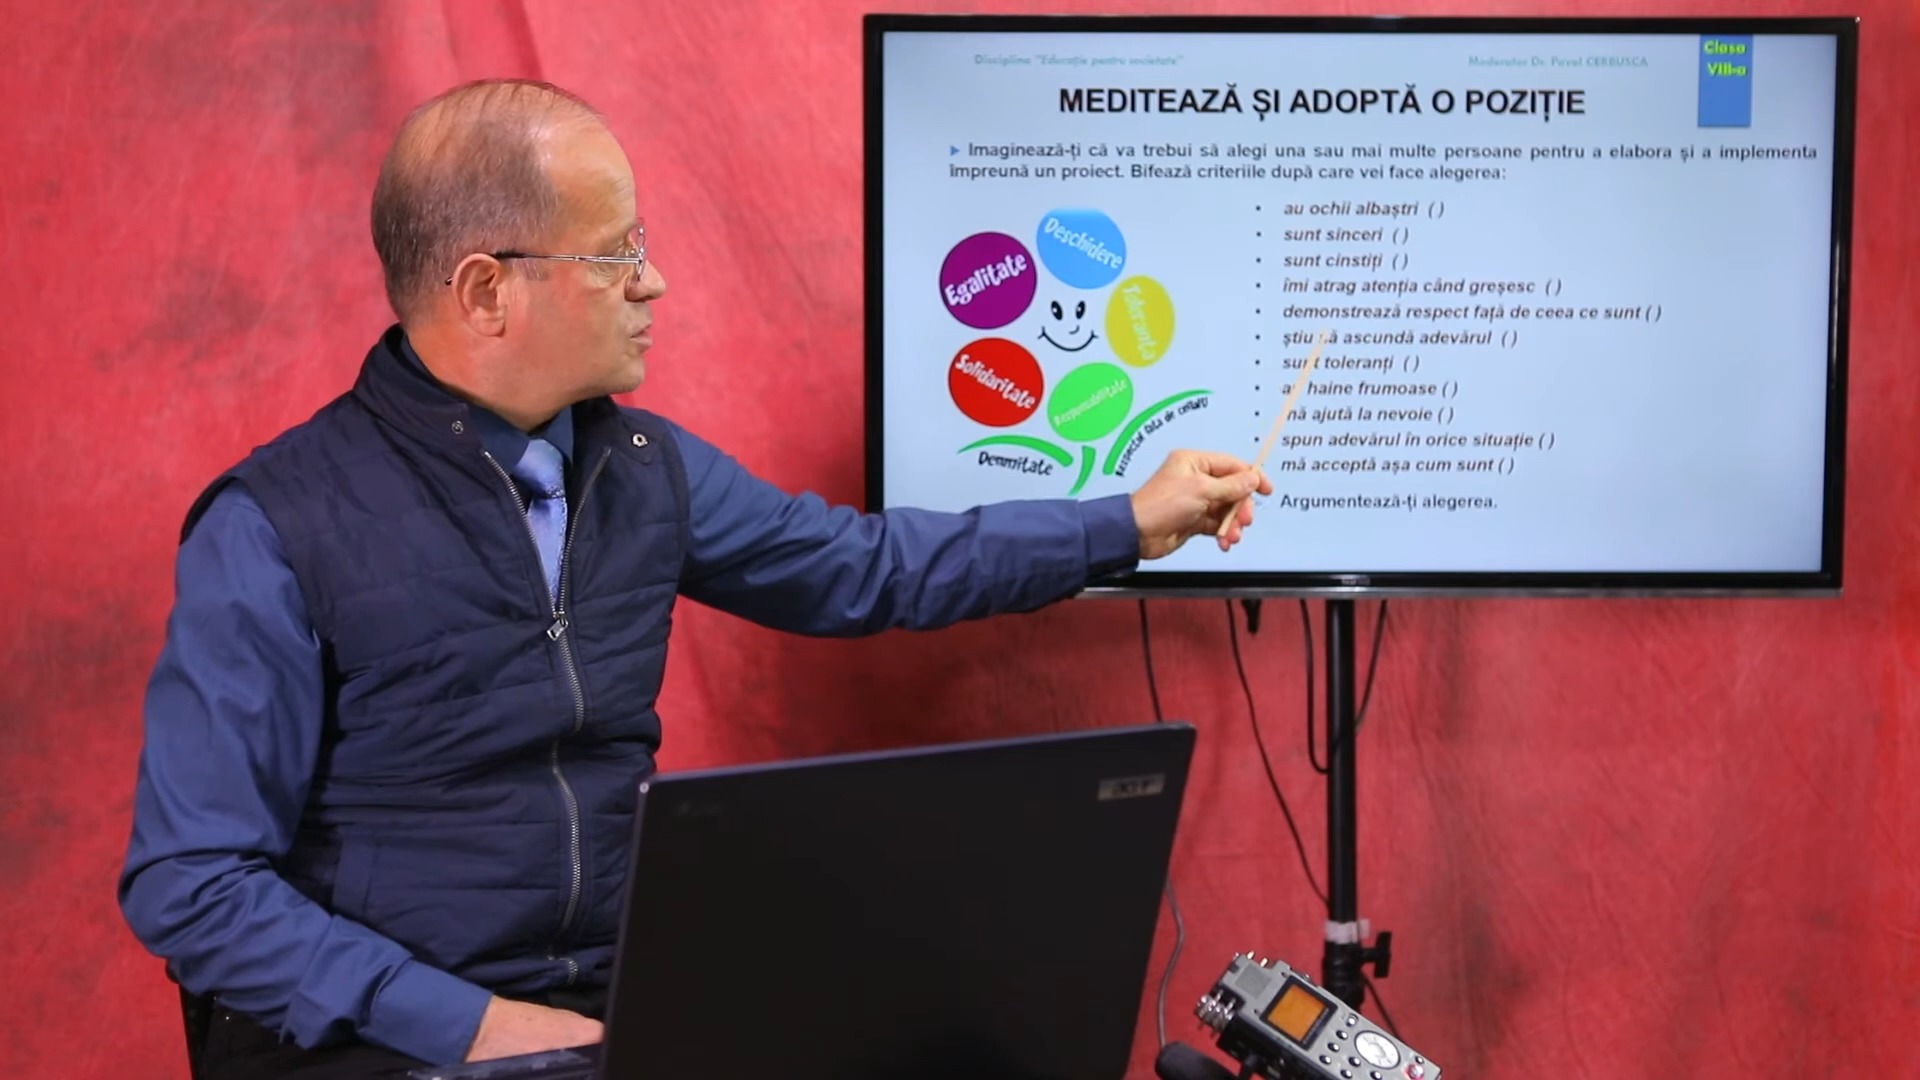 Disciplina "Educație pentru societate"
Moderator Dr. Pavel CERBUSCA
Clasa
VIII-a
MEDITEAZĂ ȘI ADOPTĂ O POZIȚIE
Imaginează-ți că va trebui să alegi una sau mai multe persoane pentru a elabora și a implementa
împreună un proiect. Bifează criteriile după care vei face alegerea:
Deschidere
Egalitate
Toleranța
Solidaritate
Responsabilitate
Respectul față de ceilalți
Demnitate
• au ochii albaștri ( )
• sunt sinceri ( )
• sunt cinstiți ( )
• îmi atrag atenția când greșesc ( )
• demonstrează respect față de ceea ce sunt ( )
• știu să ascundă adevărul ( )
• sunt toleranți ( )
• au haine frumoase ( )
• mă ajută la nevoie ( )
• spun adevărul în orice situație ( )
mă acceptă așa cum sunt ( )
Argumentează-ți alegerea.
acer